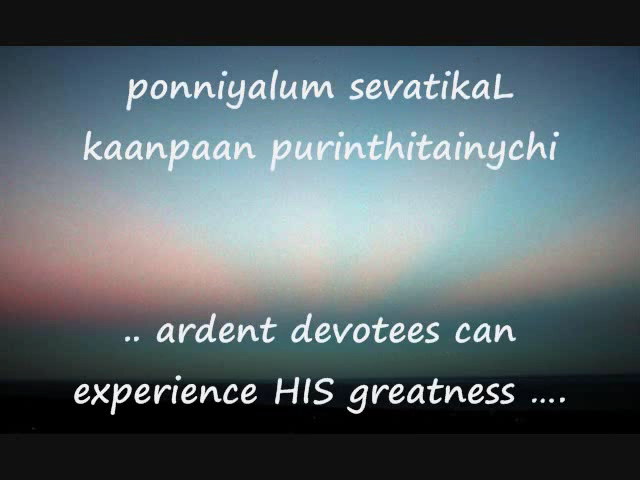 ponniyalum sevatikaL
kaanpaan purinthitainychi
.. ardent devotees can
experience HIS greatness ....